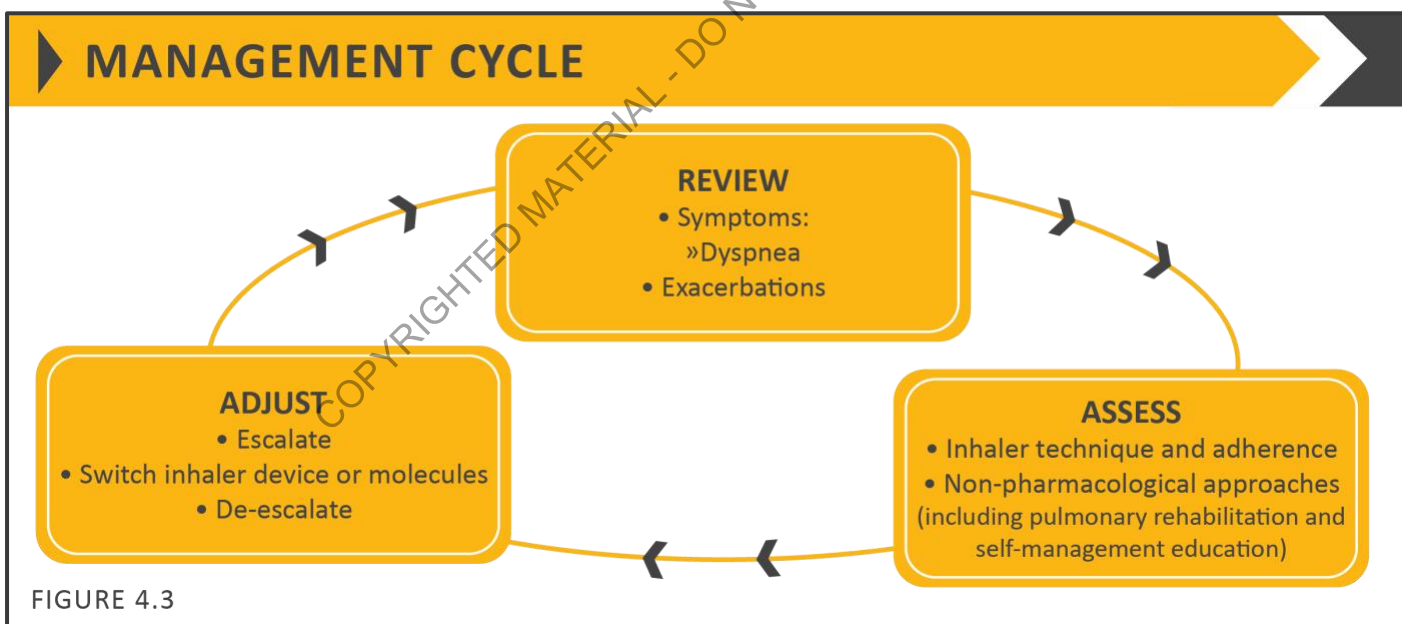 MANAGEMENT CYCLE
REVIEW
• Symptoms:
»Dyspnea
• Exacerbations
ADJUST
• Escalate
• Switch inhaler device or molecules
• De-escalate
ASSESS
• Inhaler technique and adherence
• Non-pharmacological approaches
(including pulmonary rehabilitation and
self-management education)
FIGURE 4.3
COPYRIGHTED MATERIAL - DO N